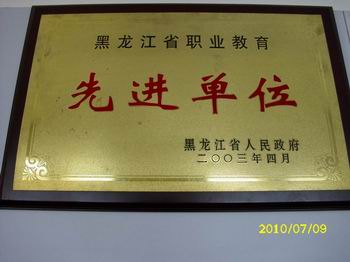 黑龙江省职业教育
先进单位
黑龙江省人民政府
二〇〇三年四月
2010/07/09